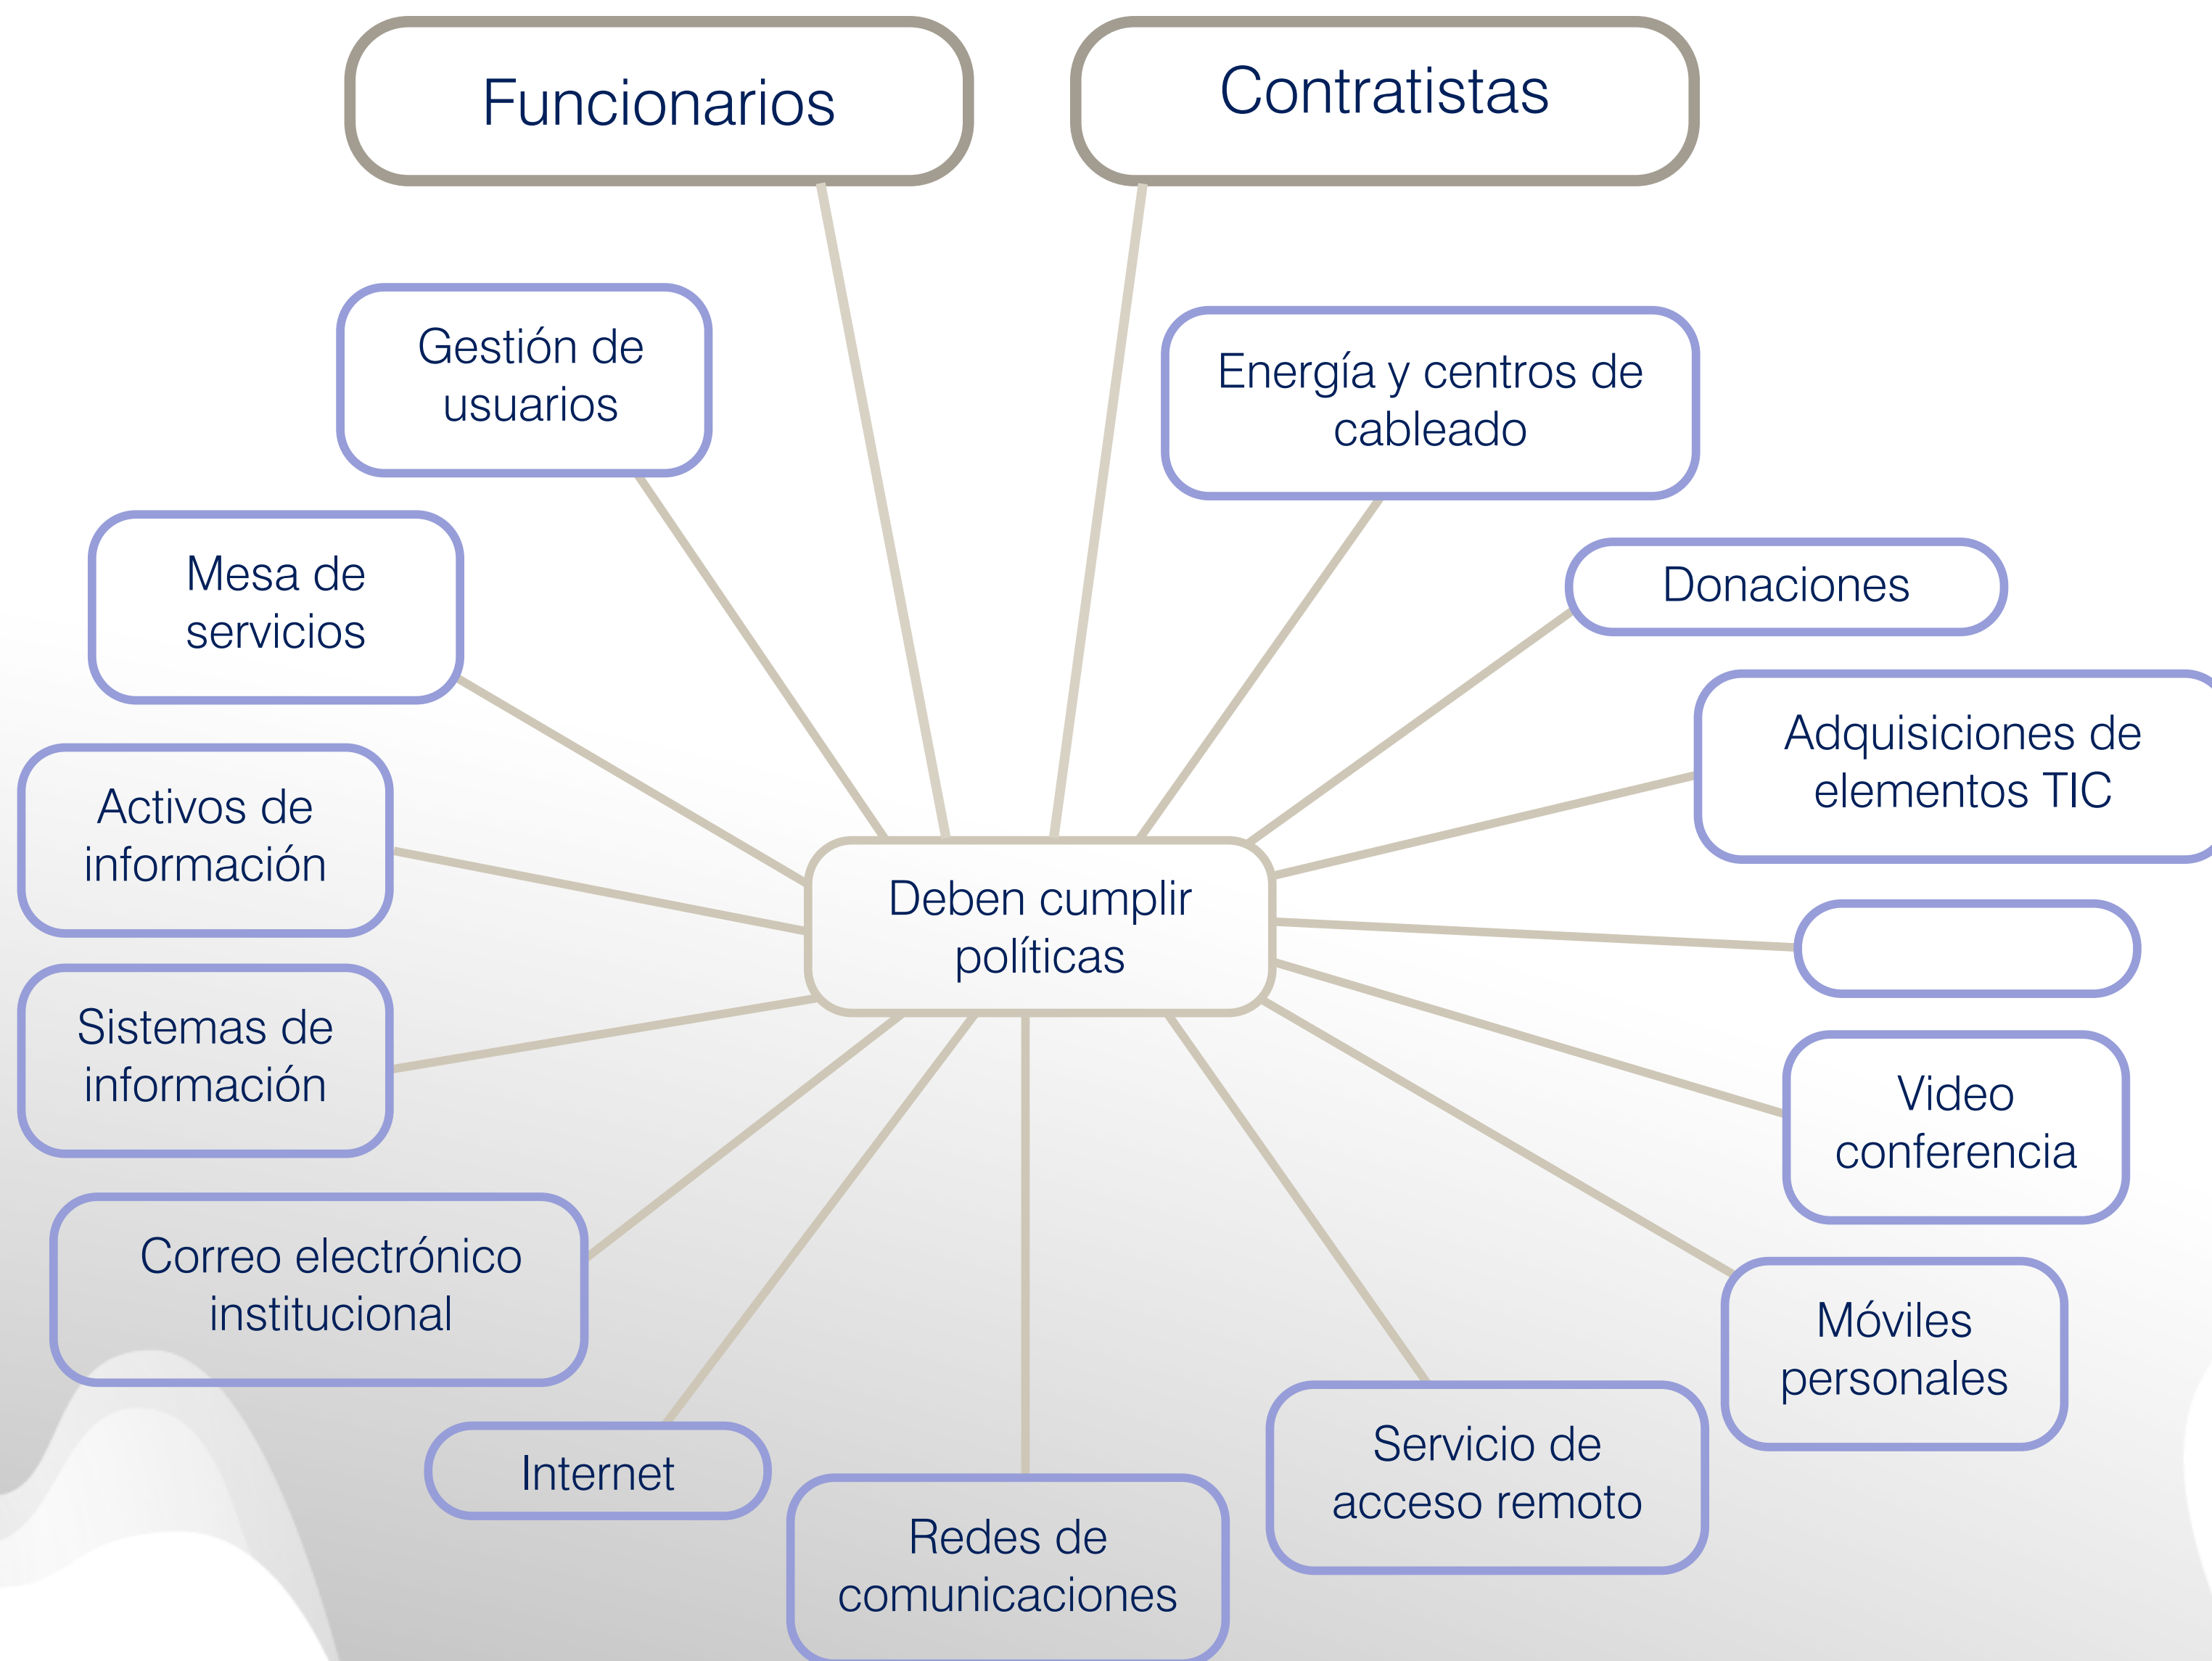 Funcionarios
Contratistas
Gestión de
usuarios
Energía y centros de
cableado
Mesa de
servicios
Donaciones
Adquisiciones de
elementos TIC
Activos de
información
Deben cumplir
políticas
Sistemas de
información
Video
conferencia
Correo electrónico
institucional
Móviles
personales
Internet
Servicio de
acceso remoto
Redes de
comunicaciones